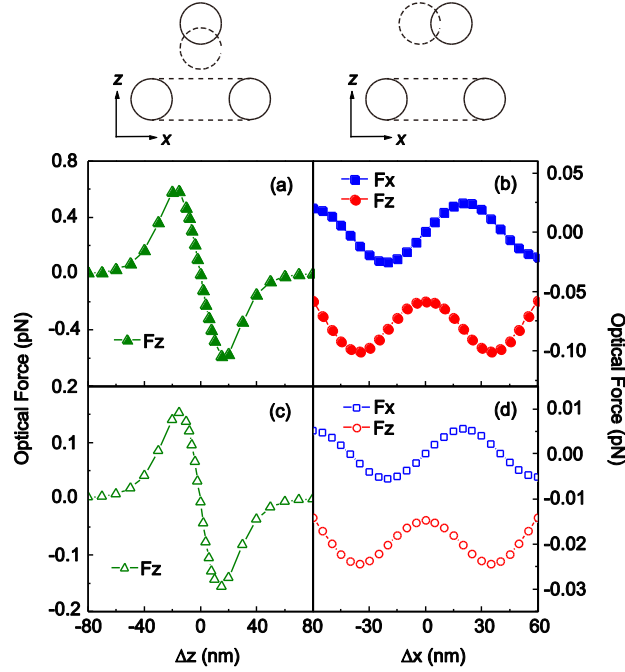 z
x
z
x
0.8
0.4
0.0
-0.4
(a)
Fz
(b)
Fx
Fz
0.05
0.00
-0.05
-0.10
Optical Force (pN)
Optical Force (pN)
0.2
0.1
0.0
-0.1
-0.2
(c)
Fz
(d)
Fx
Fz
0.01
0.00
-0.01
-0.02
-0.03
-80 -40 0 40 80
-30 0 30 60
Δz (nm)
Δx (nm)